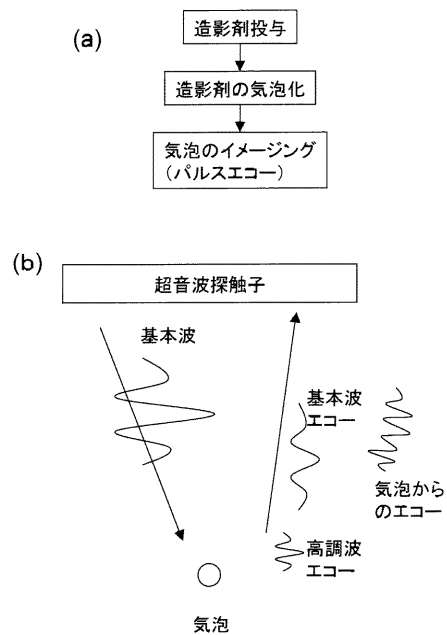 (a)
造影剤投与
造影剤の気泡化
気泡のイメージング
(パルスエコー)
(b)
超音波探触子
基本波
基本波
エコー
気泡から
のエコー
高調波
エコー
気泡